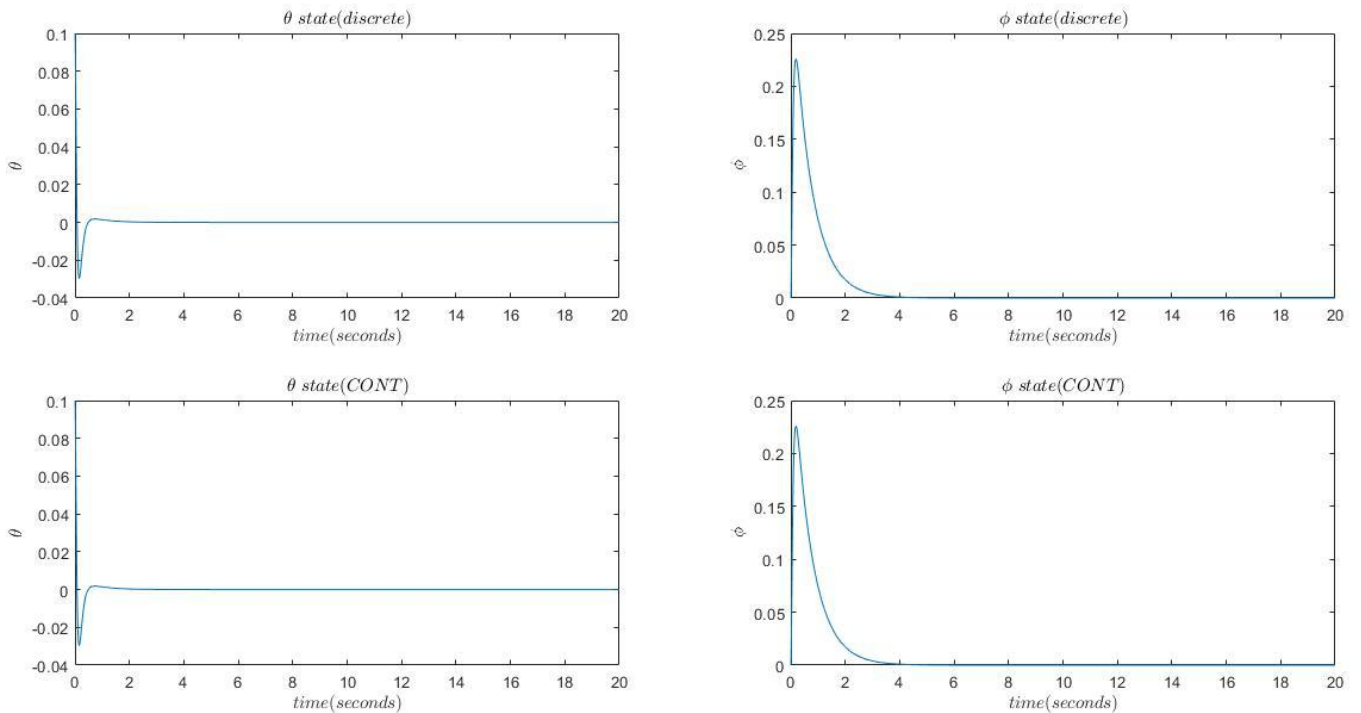 θ state(discrete)
0.1
0.08
0.06
0.04
0.02
0
-0.02
-0.04
θ
0 2 4 6 8 10 12 14 16 18 20
time(seconds)
ϕ state(discrete)
0.25
0.2
0.15
0.1
0.05
0
ϕ
0 2 4 6 8 10 12 14 16 18 20
time(seconds)
θ state(CONT)
0.1
0.08
0.06
0.04
0.02
0
-0.02
-0.04
θ
0 2 4 6 8 10 12 14 16 18 20
time(seconds)
ϕ state(CONT)
0.25
0.2
0.15
0.1
0.05
0
ϕ
0 2 4 6 8 10 12 14 16 18 20
time(seconds)